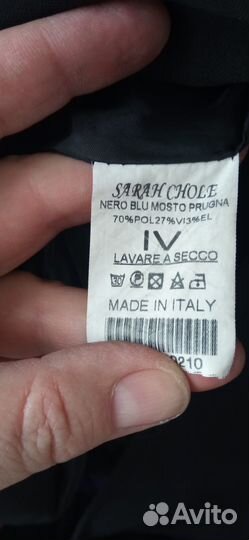 SARAH CHOLE
NERO BLU MOSTO PRUGNA
70%POL27%VI3%EL
IV
LAVARE A SECCO
MADE IN ITALY
Avito